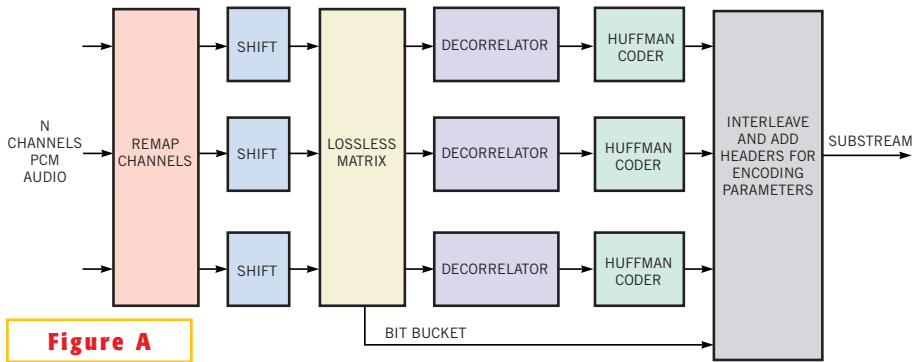 N
CHANNELS
PCM
AUDIO
REMAP
CHANNELS
SHIFT
SHIFT
SHIFT
LOSSLESS
MATRIX
DECORRELATOR
DECORRELATOR
DECORRELATOR
HUFFMAN
CODER
HUFFMAN
CODER
HUFFMAN
CODER
INTERLEAVE
AND ADD
HEADERS FOR
ENCODING
PARAMETERS
SUBSTREAM
BIT BUCKET
Figure A